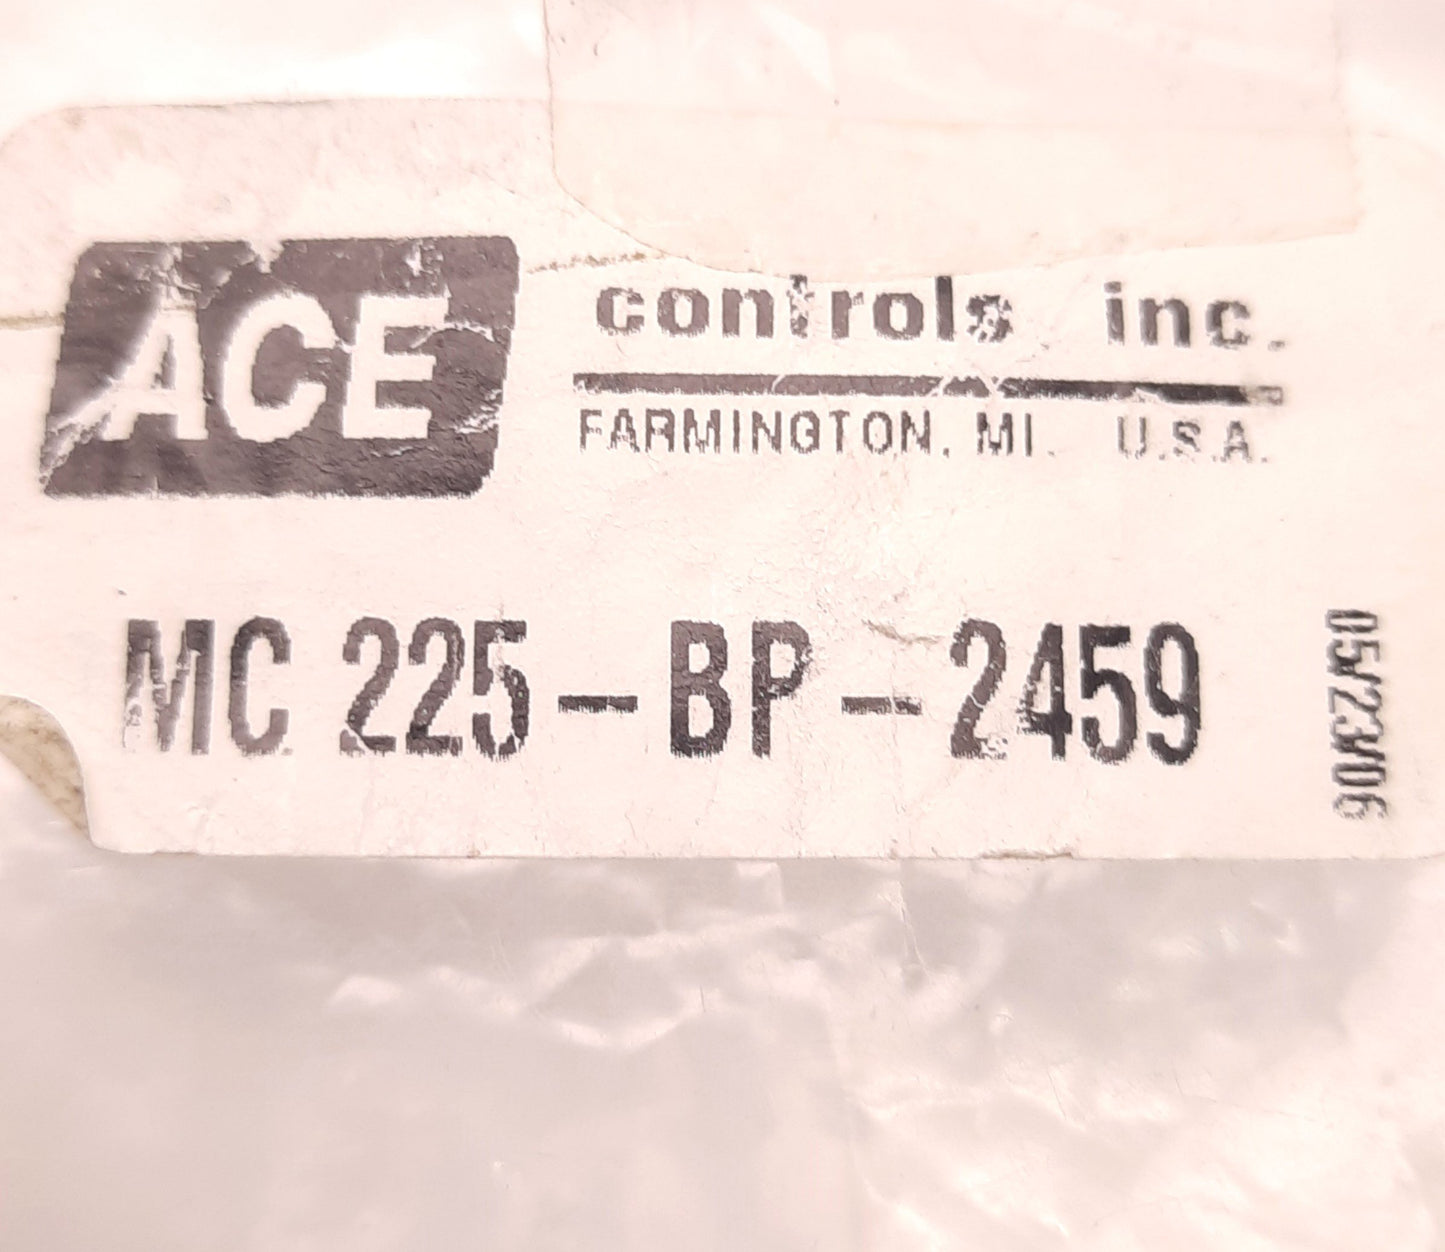 ACE controls inc.
FARMINGTON, MI. U.S.A.
MC 225-BP-2459
05/23/06